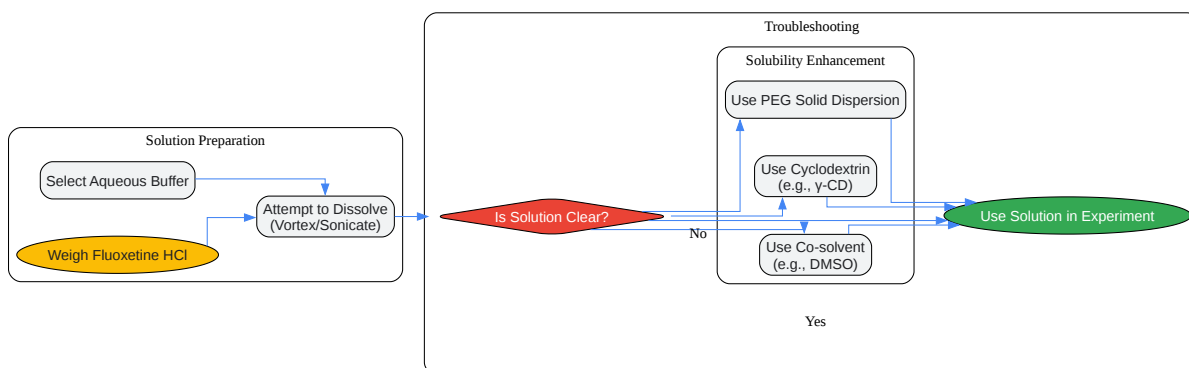 Troubleshooting
Solubility Enhancement
Use PEG Solid Dispersion
Solution Preparation
Select Aqueous Buffer
Use Cyclodextrin
(e.g., γ-CD)
Attempt to Dissolve
(Vortex/Sonicate)
Is Solution Clear?
Use Solution in Experiment
No
Use Co-solvent
(e.g., DMSO)
Weigh Fluoxetine HCl
Yes